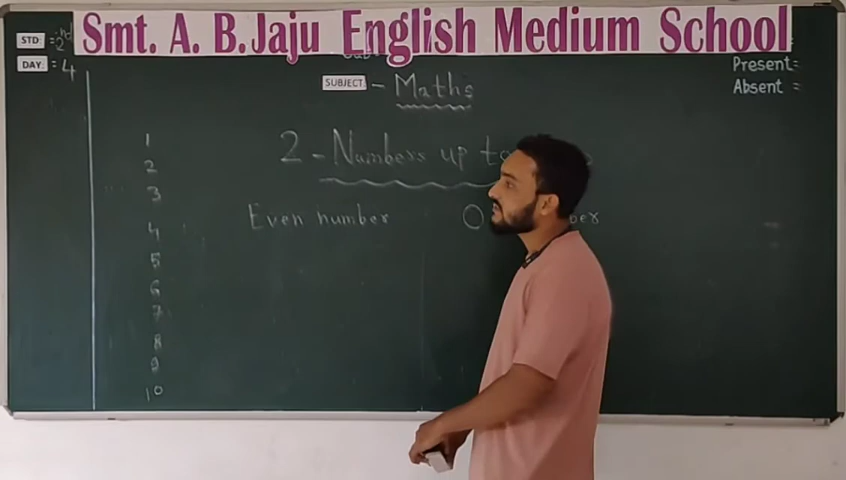 Smt. A. B. Jaju English Medium School
STD = 2nd
DAY. = 4
SUBJECT. - Maths
Present=
Absent =
2 - Numbers up to
Even number
1
2
3
4
5
6
7
8
9
10